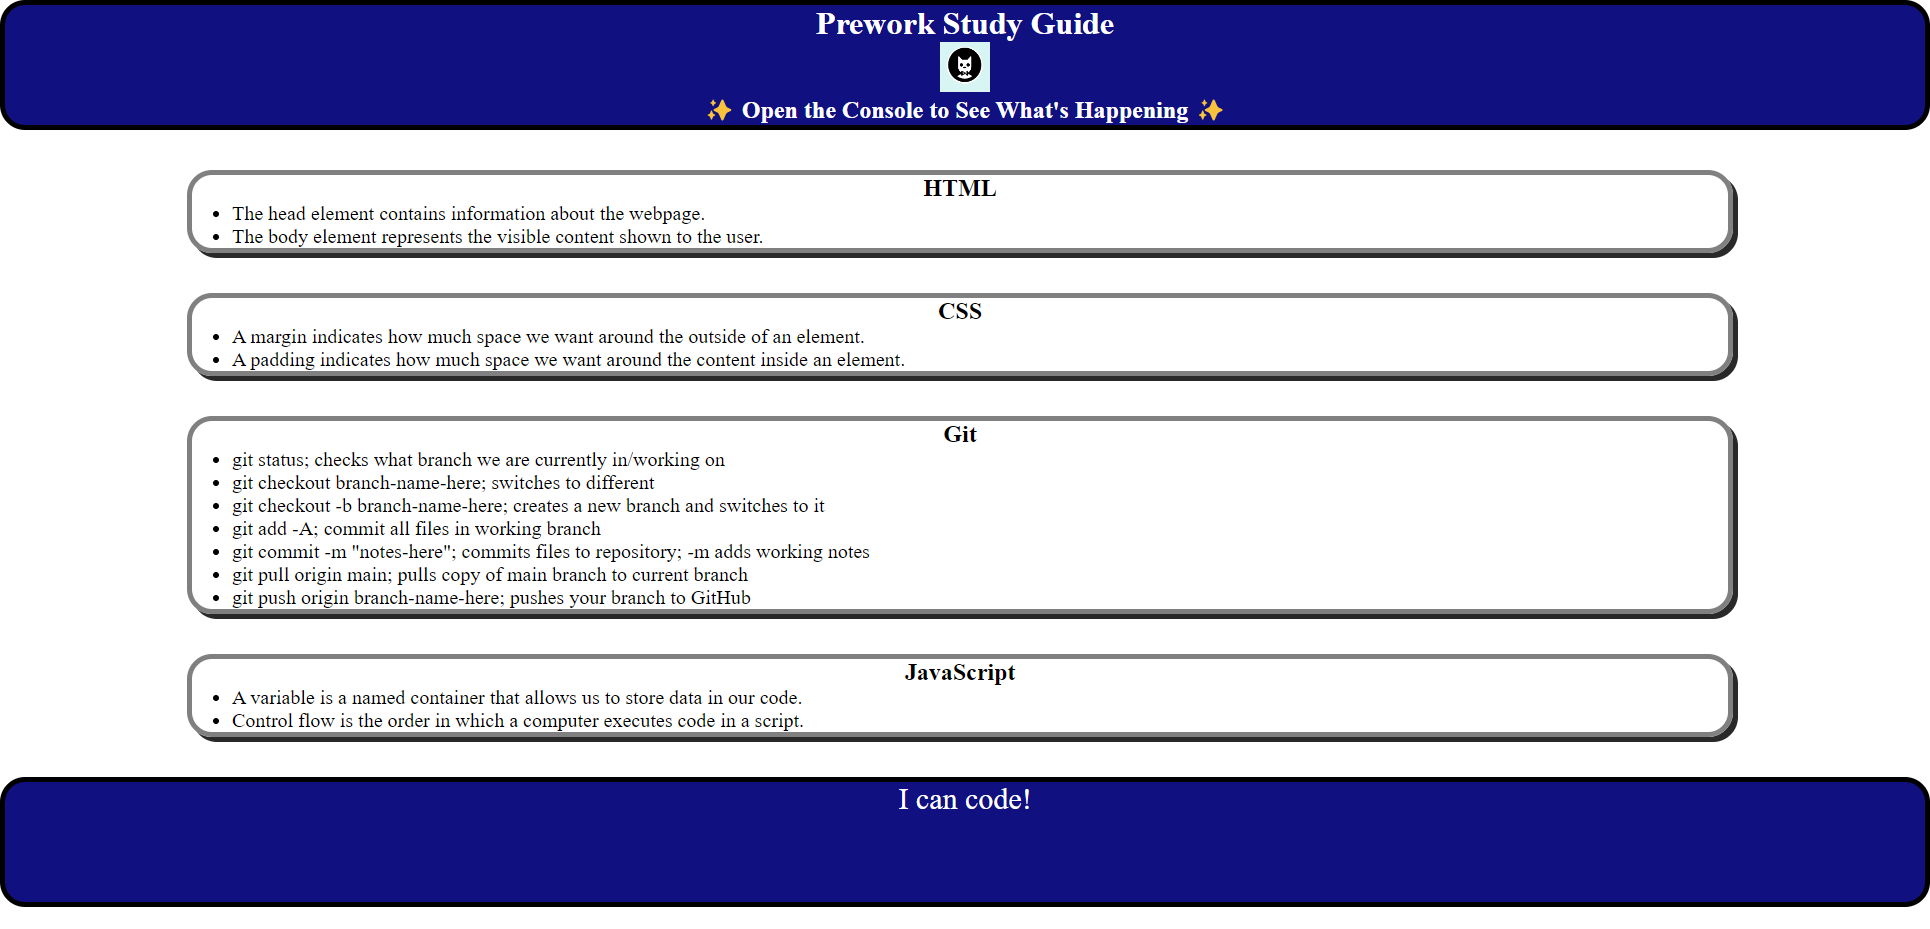 Prework Study Guide
✨ Open the Console to See What's Happening ✨
HTML
The head element contains information about the webpage.
The body element represents the visible content shown to the user.
CSS
A margin indicates how much space we want around the outside of an element.
A padding indicates how much space we want around the content inside an element.
Git
git status; checks what branch we are currently in/working on
git checkout branch-name-here; switches to different
git checkout -b branch-name-here; creates a new branch and switches to it
git add -A; commit all files in working branch
git commit -m "notes-here"; commits files to repository; -m adds working notes
git pull origin main; pulls copy of main branch to current branch
git push origin branch-name-here; pushes your branch to GitHub
JavaScript
A variable is a named container that allows us to store data in our code.
Control flow is the order in which a computer executes code in a script.
I can code!